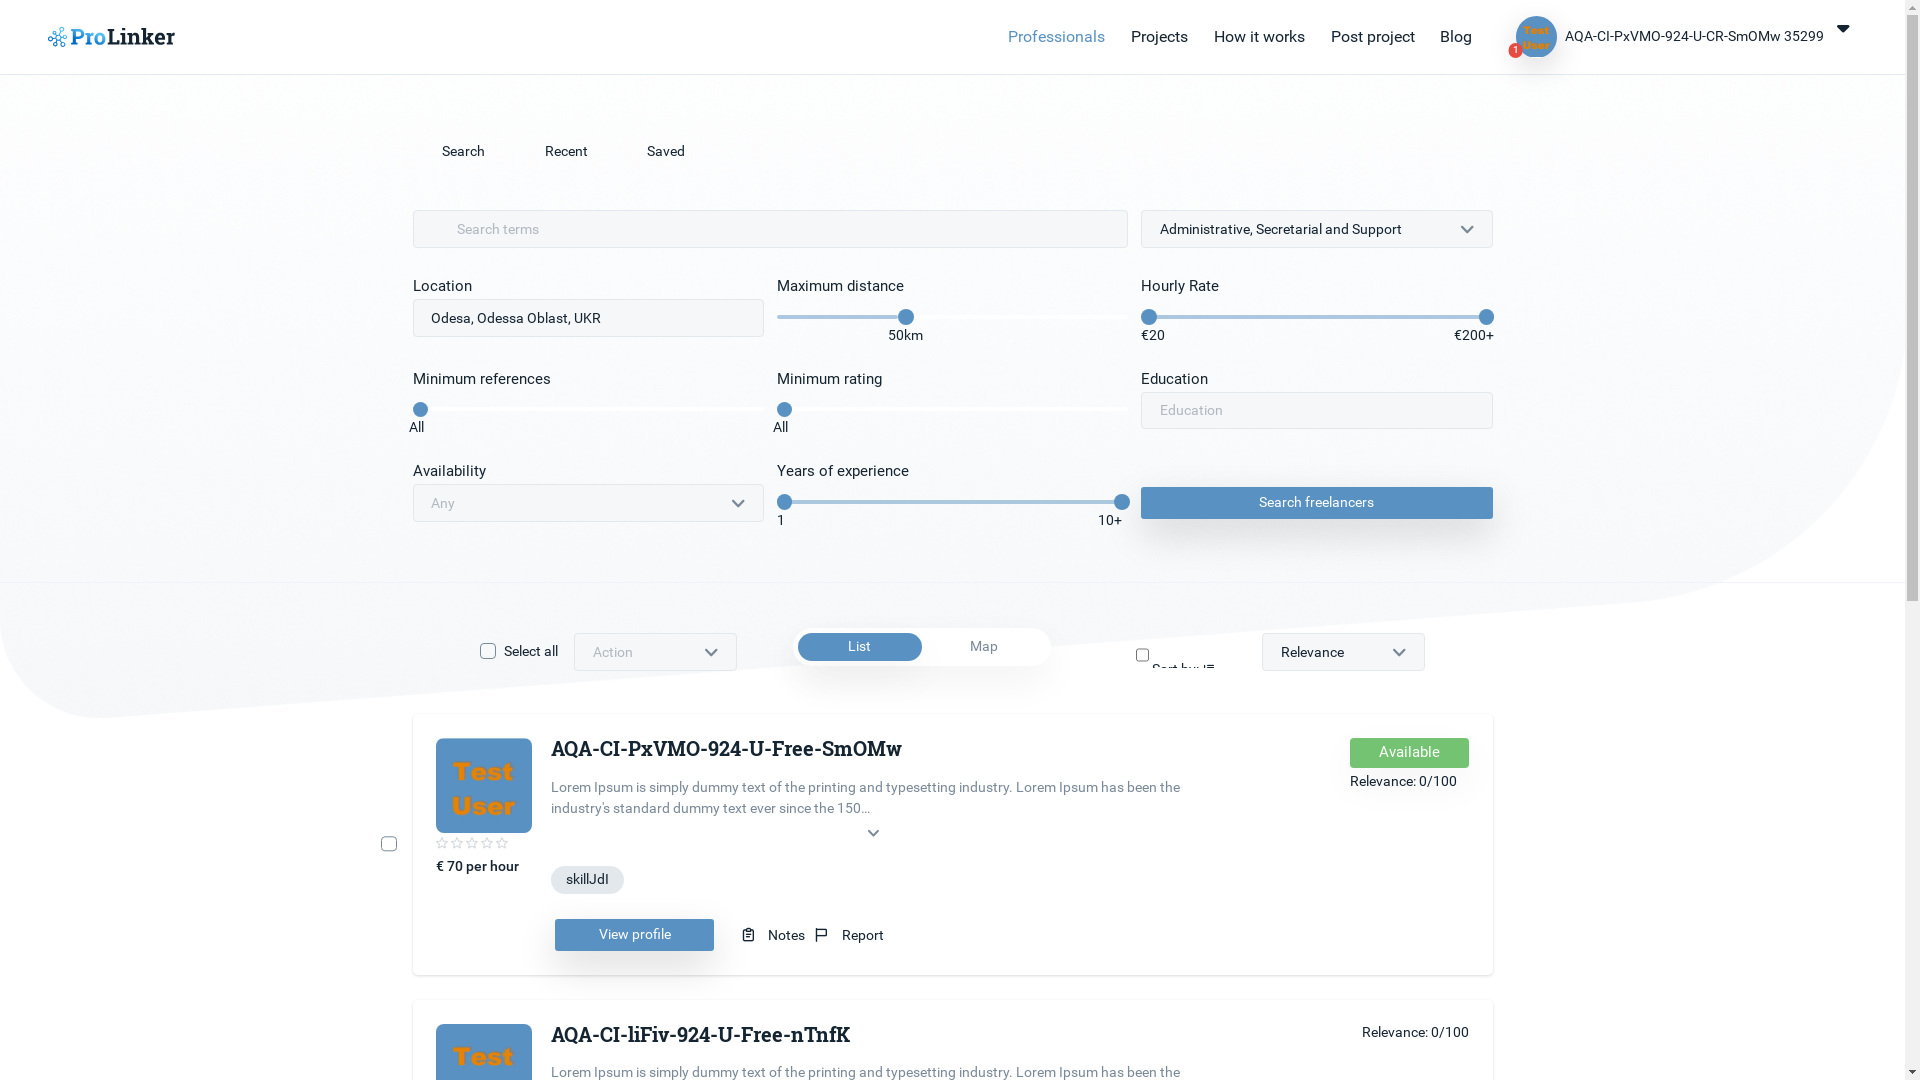 ProLinker
Professionals
Projects
How it works
Post project
Blog
Test
User
1
AQA-CI-PxVMO-924-U-CR-SmOMw 35299
Search
Recent
Saved
Search terms
Administrative, Secretarial and Support
Location
Maximum distance
Hourly Rate
Odesa, Odessa Oblast, UKR
50km
€20
€200+
Minimum references
Minimum rating
Education
All
All
Education
Availability
Years of experience
Any
1
10+
Search freelancers
Select all
Action
List
Map
Relevance
AQA-CI-PxVMO-924-U-Free-SmOMw
Available
Relevance: 0/100
Test
User
Lorem Ipsum is simply dummy text of the printing and typesetting industry. Lorem Ipsum has been the
industry's standard dummy text ever since the 150...
€ 70 per hour
skillJdI
View profile
Notes
Report
AQA-CI-liFiv-924-U-Free-nTnfK
Relevance: 0/100
Test
Lorem Ipsum is simply dummy text of the printing and typesetting industry. Lorem Ipsum has been the